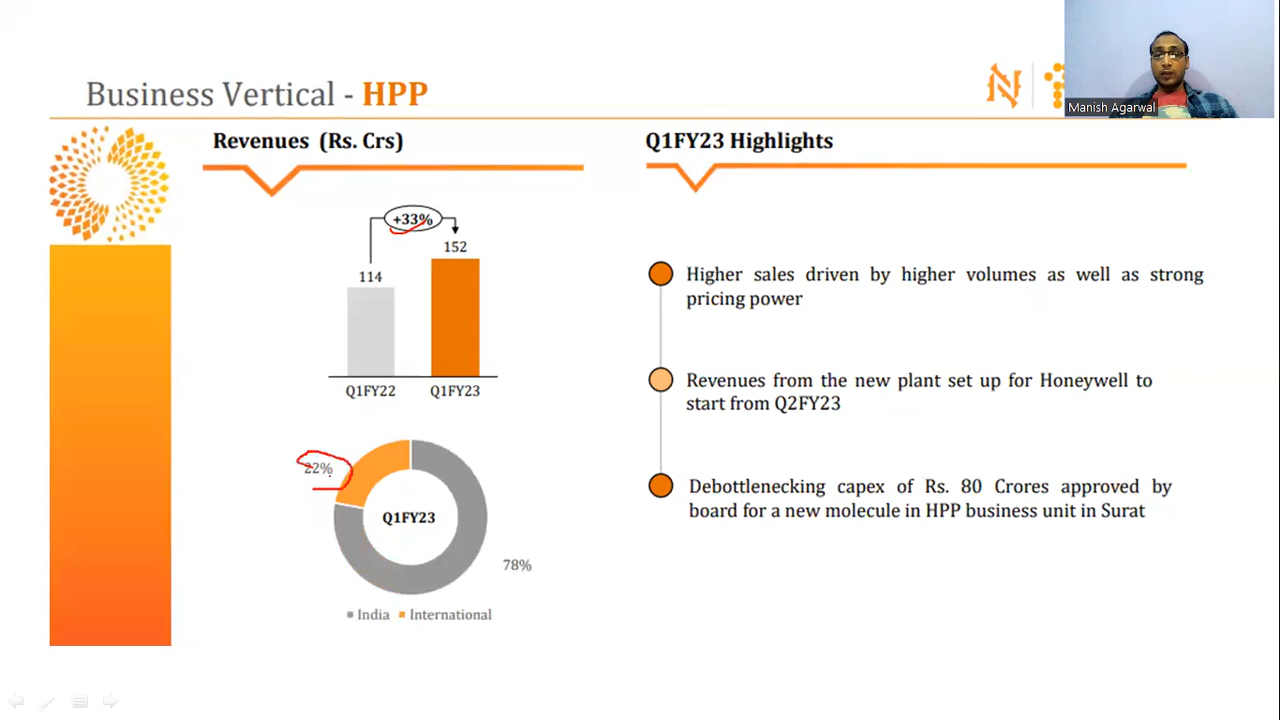 Business Vertical - HPP
Manish Agarwal
Revenues (Rs. Crs)
+33%
114
152
Q1FY22
Q1FY23
22%
Q1FY23
78%
India
International
Q1FY23 Highlights
Higher sales driven by higher volumes as well as strong
pricing power
Revenues from the new plant set up for Honeywell to
start from Q2FY23
Debottlenecking capex of Rs. 80 Crores approved by
board for a new molecule in HPP business unit in Surat